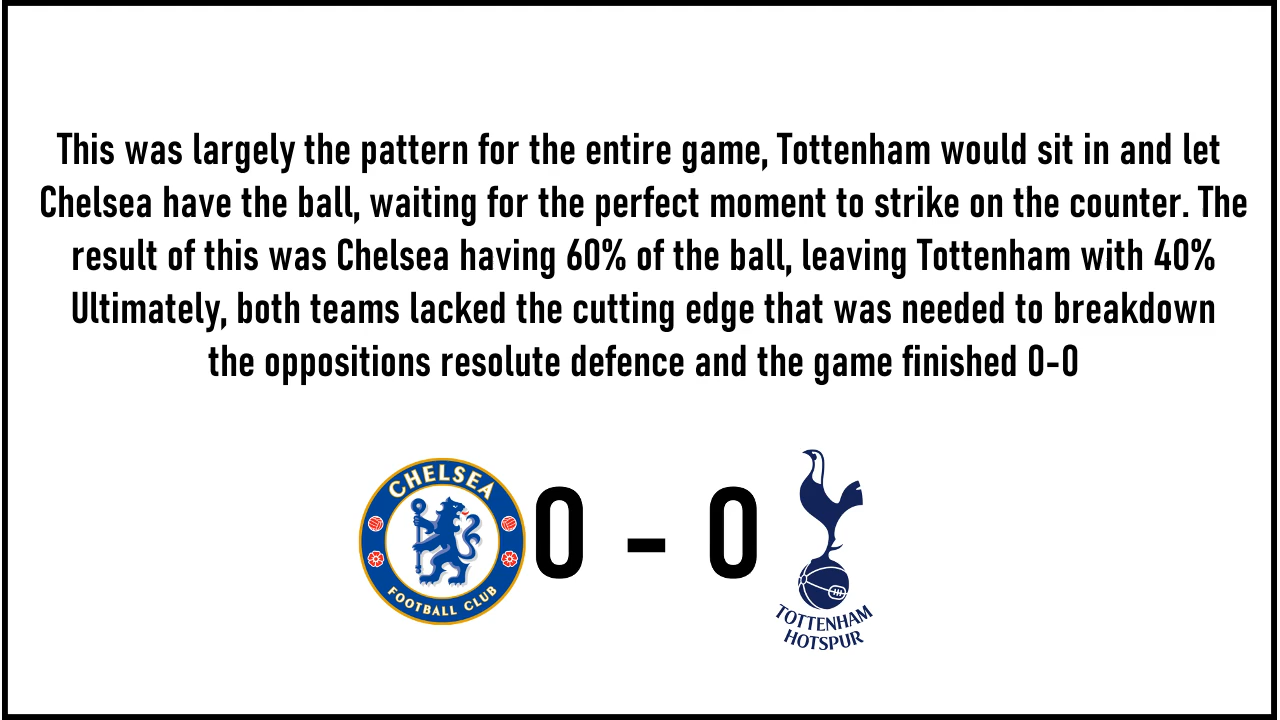 This was largely the pattern for the entire game, Tottenham would sit in and let
Chelsea have the ball, waiting for the perfect moment to strike on the counter. The
result of this was Chelsea having 60% of the ball, leaving Tottenham with 40%
Ultimately, both teams lacked the cutting edge that was needed to breakdown
the oppositions resolute defence and the game finished 0-0
CHELSEA
FOOTBALL CLUB
0 - 0
TOTTENHAM
HOTSPUR